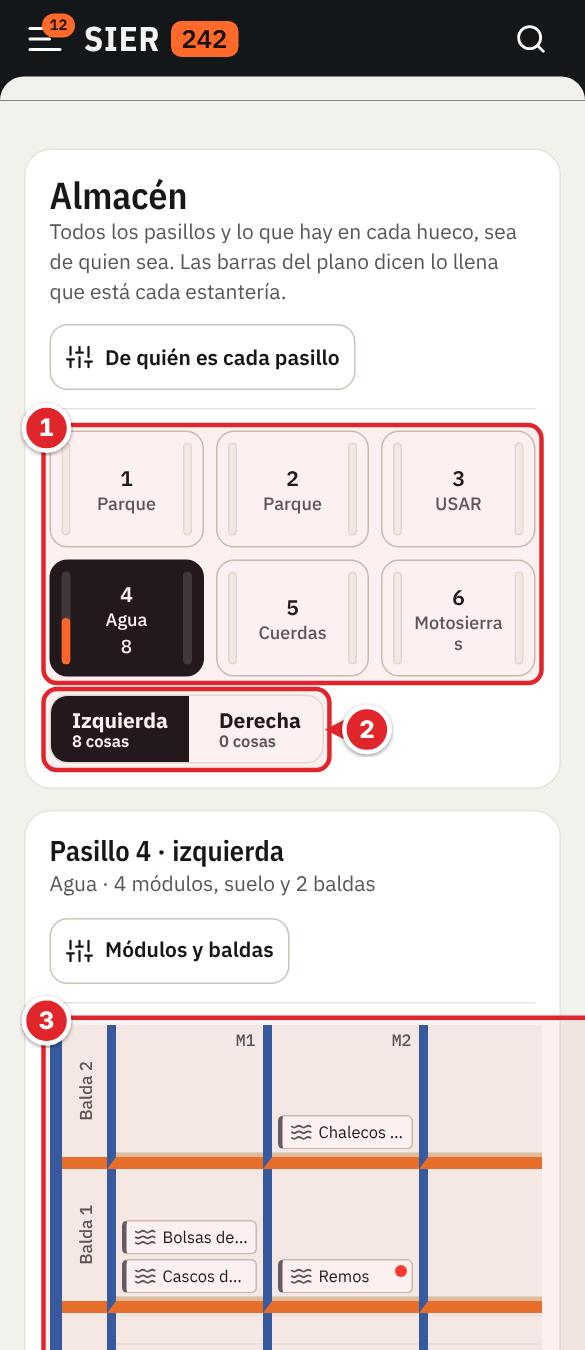 12
SIER 242
Almacén
Todos los pasillos y lo que hay en cada hueco, sea
de quien sea. Las barras del plano dicen lo llena
que está cada estantería.
De quién es cada pasillo
1
1
Parque
2
Parque
3
USAR
4
Agua
8
5
Cuerdas
6
Motosierra
s
Izquierda
8 cosas
Derecha
0 cosas
2
Pasillo 4 · izquierda
Agua · 4 módulos, suelo y 2 baldas
Módulos y baldas
3
M1
M2
Balda 2
Chalecos ...
Balda 1
Bolsas de...
Cascos d...
Remos